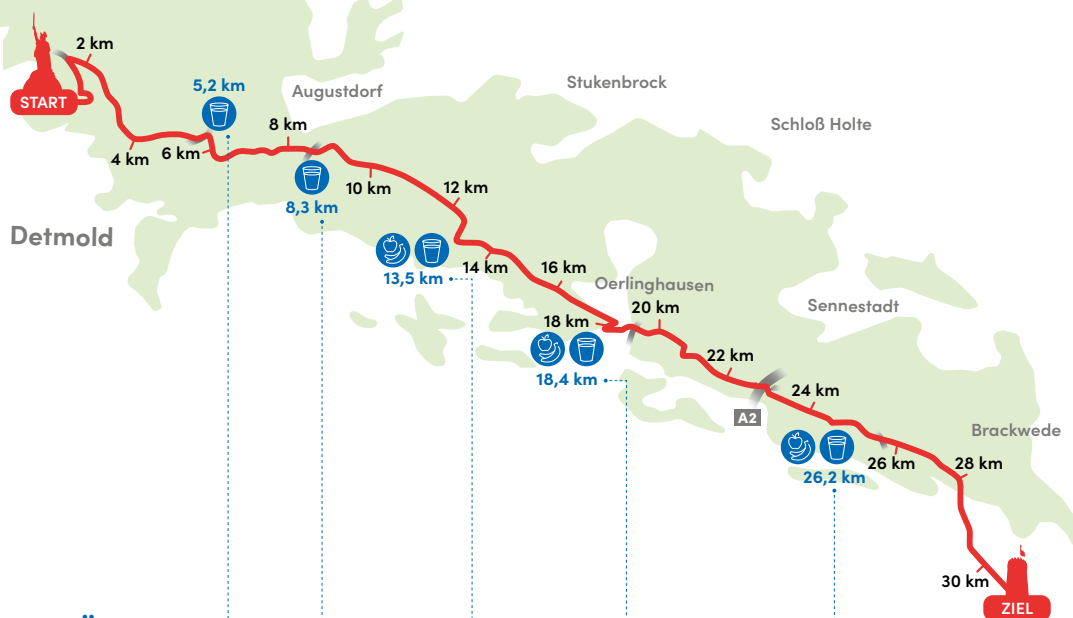 2 km
START
5,2 km
Augustdorf
Stukenbrock
Schloß Holte
8 km
4 km
6 km
10 km
12 km
8,3 km
Detmold
13,5 km
14 km
16 km
Oerlinghausen
18 km
20 km
Sennestadt
18,4 km
22 km
24 km
A2
Brackwede
26 km
28 km
26,2 km
30 km
ZIEL